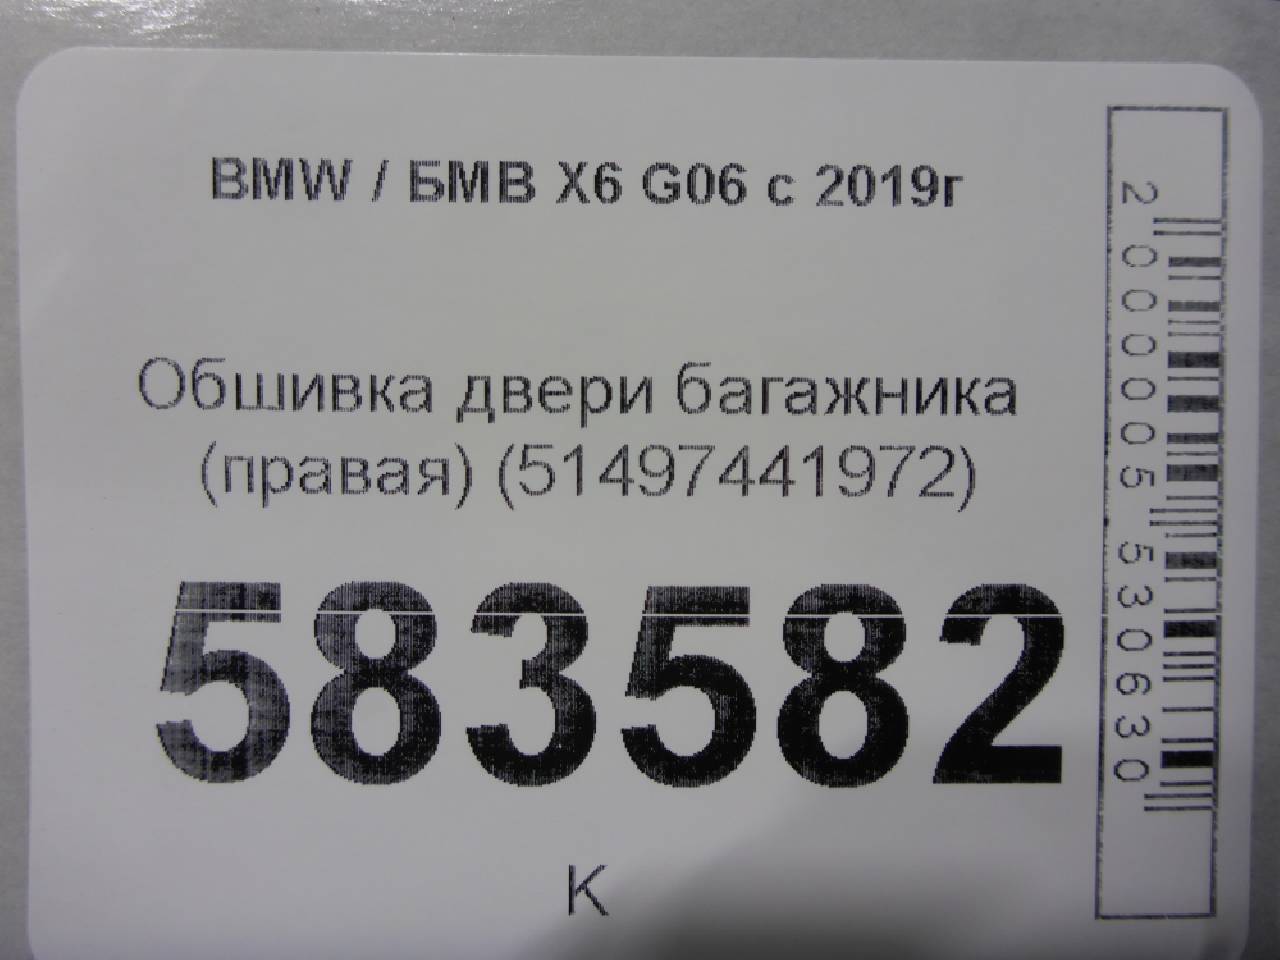 BMW / БМВ X6 G06 с 2019г
Обшивка двери багажника
(правая) (51497441972)
583582
К
2000005530630